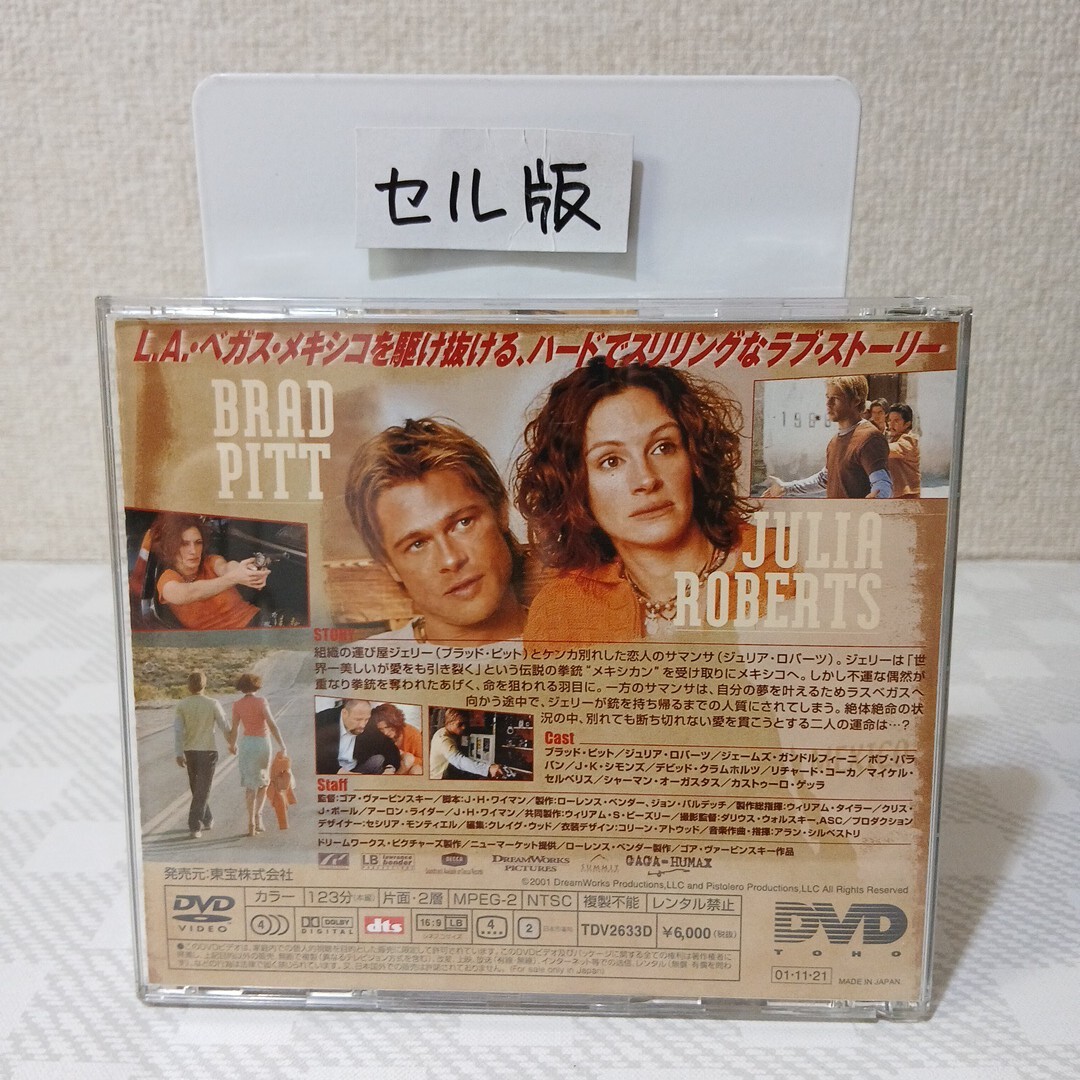 セル版
L.A.・ベガス・メキシコを駆け抜ける、ハードでスリリングなラブ・ストーリー
BRAD
PITT
JULIA
ROBERTS
STORY
組織の運び屋ジェリー(ブラッド・ピット)とケンカ別れした恋人のサマンサ(ジュリア・ロバーツ)。ジェリーは「世
界一美しいが愛をも引き裂く」という伝説の拳銃“メキシカン”を受け取りにメキシコへ。しかし不運な偶然が
重なり拳銃を奪われたあげく、命を狙われる羽目に。一方のサマンサは、自分の夢を叶えるためラスベガスへ
向かう途中で、ジェリーが銃を持ち帰るまでの人質にされてしまう。絶体絶命の状
況の中、別れても断ち切れない愛を貫こうとする二人の運命は…?
Cast
ブラッド・ピット/ジュリア・ロバーツ/ジェームズ・ガンドルフィーニ/ボブ・バラ
バン/J・K・シモンズ/デビッド・クラムホルツ/リチャード・コーカ/マイケル・
セルベリス/シャーマン・オーガスタス/カストゥーロ・ゲッラ
Staff
監督:ゴア・ヴァービンスキー/脚本:J・H・ワイマン/製作:ローレンス・ベンダー、ジョン・バルデッチ/製作総指揮:ウィリアム・タイラー/クリス・
J・ボール/アーロン・ライダー/J・H・ワイマン/共同製作:ウィリアム・S・ビーズリー/撮影監督:ダリウス・ウォルスキー,ASC/プロダクション
デザイナー:セシリア・モンティエル/編集:クレイグ・ウッド/衣装デザイン:コリーン・アトウッド/音楽作曲・指揮:アラン・シルベストリ
ドリームワークス・ピクチャーズ製作/ニューマーケット提供/ローレンス・ベンダー製作/ゴア・ヴァービンスキー作品
LB lawrence bender DECCA DREAMWORKS PICTURES SUMMIT GAGA-HUMAX
©2001 DreamWorks Productions,LLC and Pistolero Productions,LLC All Rights Reserved
発売元:東宝株式会社
DVD VIDEO カラー 123分(本編) 片面・2層 MPEG-2 NTSC 複製不能 レンタル禁止
4 DOLBY DIGITAL dts 16:9 LB 4 2 TDV2633D ¥6,000(税抜)
DVD
TOHO
01・11・21 MADE IN JAPAN
(For sale only in Japan)